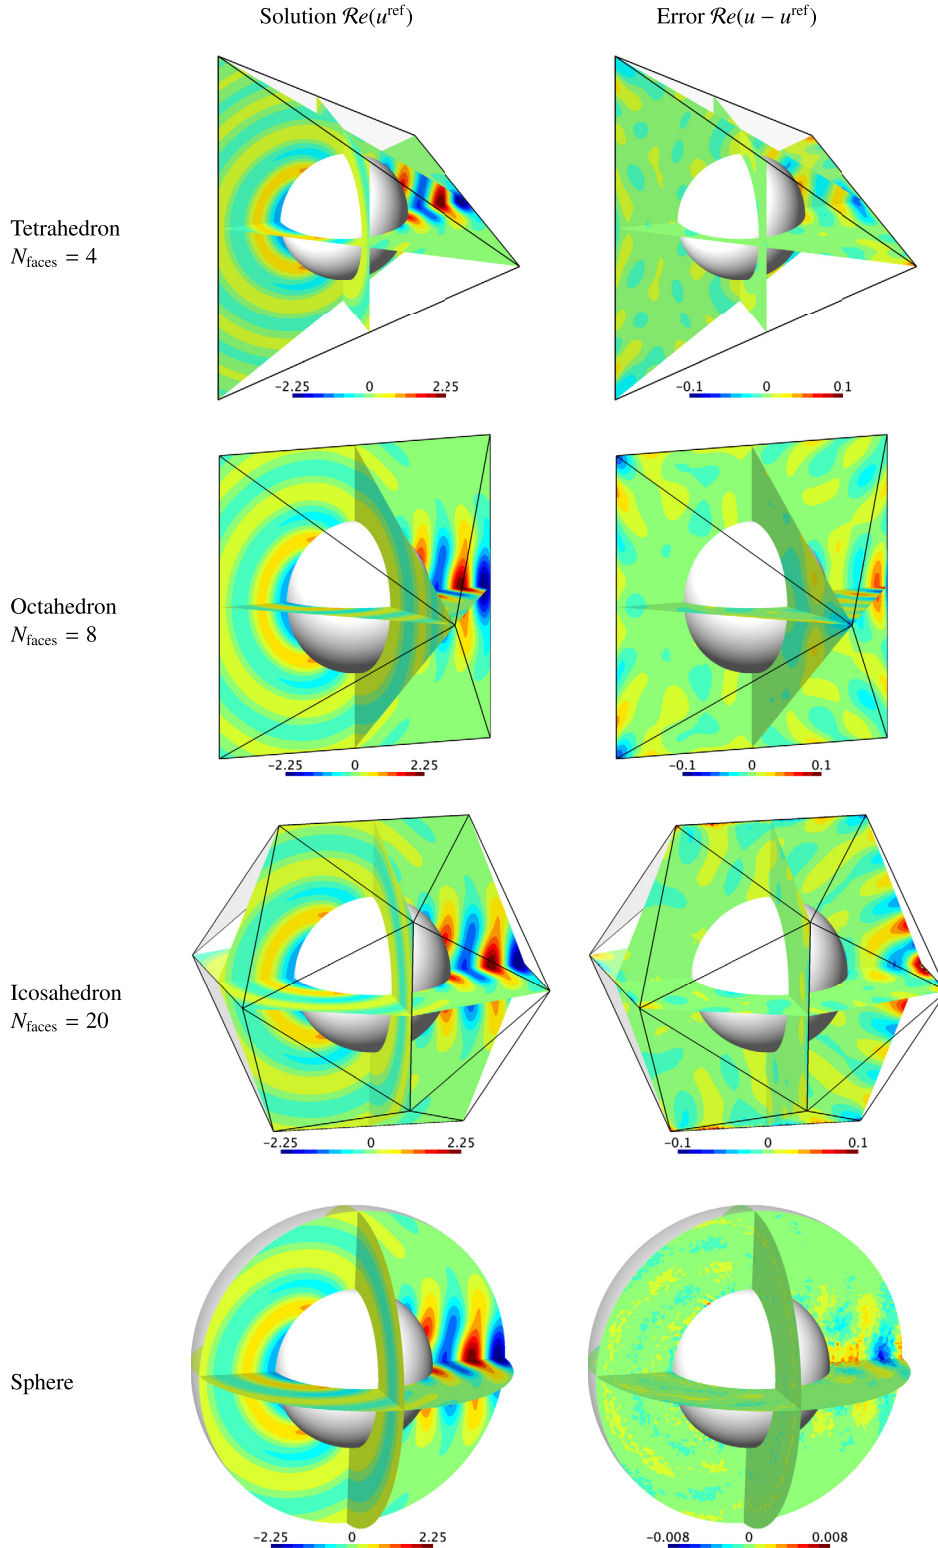 Solution ℛe(u^ref) Error ℛe(u − u^ref)
Tetrahedron
N_faces = 4
−2.25 0 2.25 −0.1 0 0.1
Octahedron
N_faces = 8
−2.25 0 2.25 −0.1 0 0.1
Icosahedron
N_faces = 20
−2.25 0 2.25 −0.1 0 0.1
Sphere
−2.25 0 2.25 −0.008 0 0.008